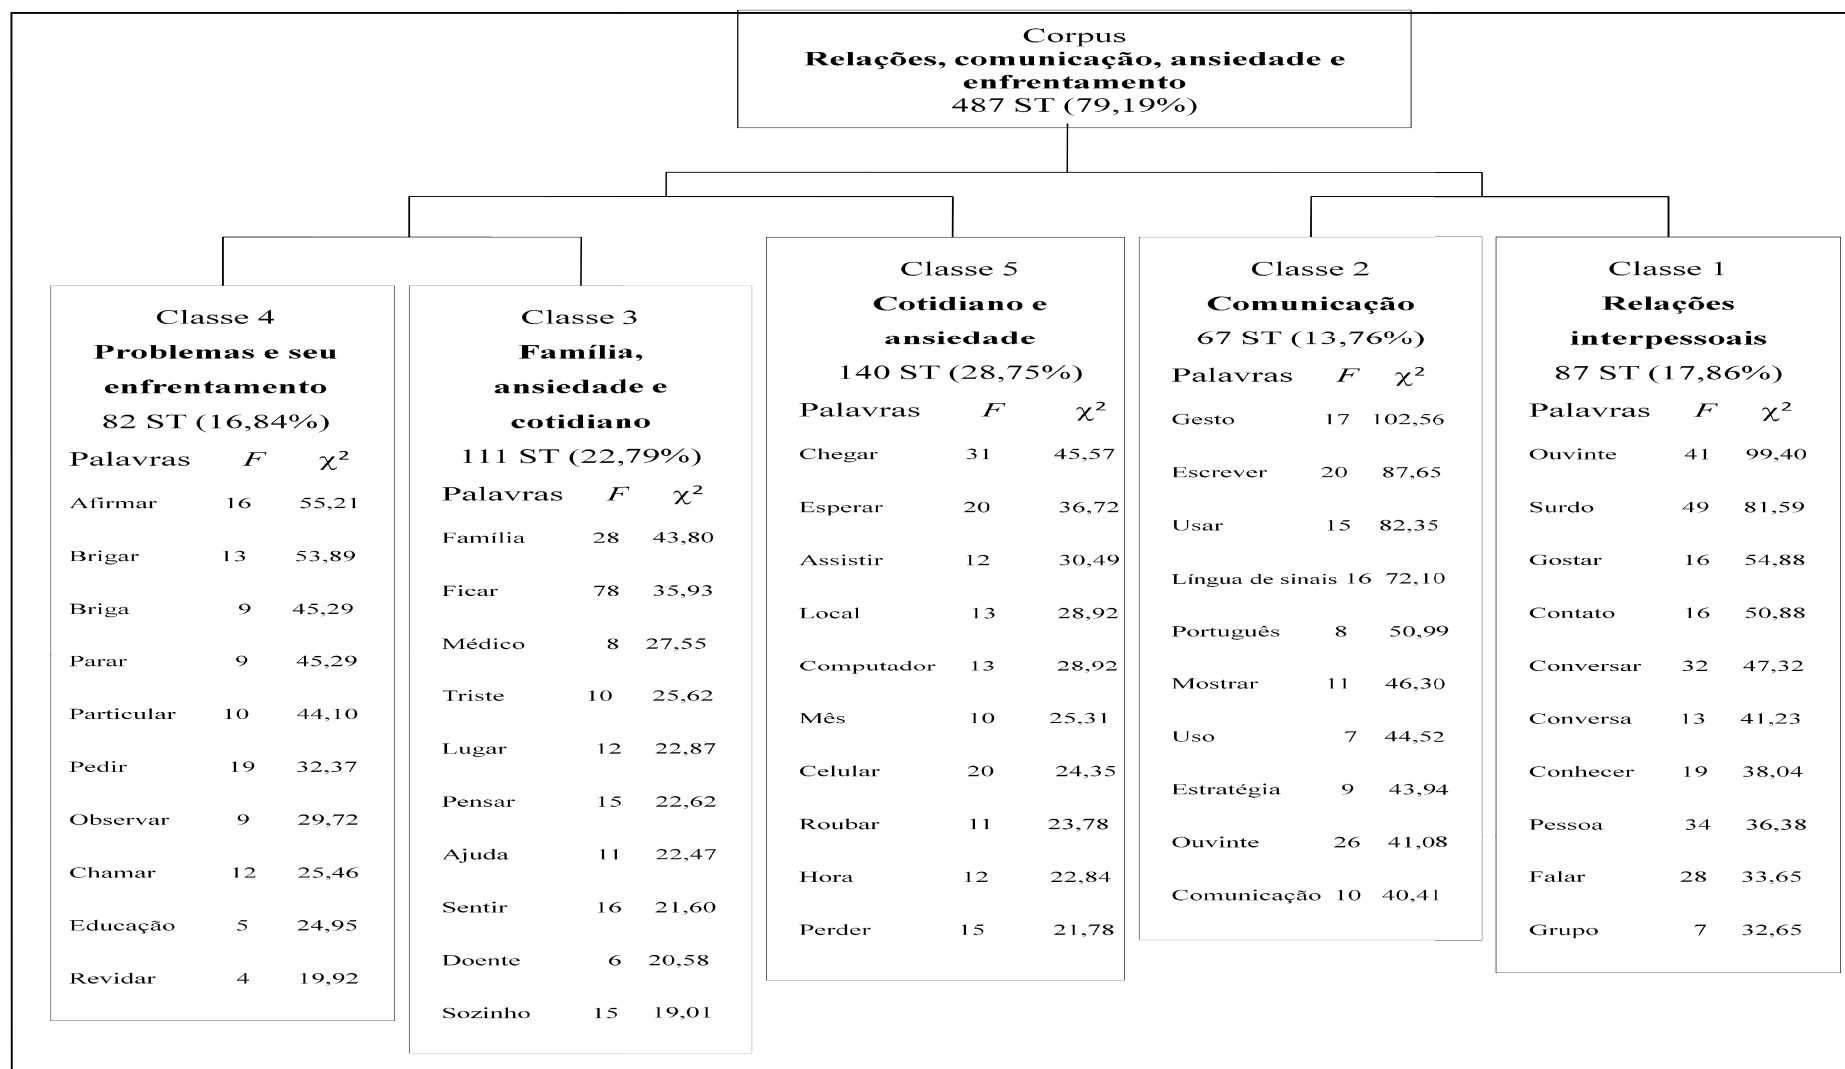 Corpus
Relações, comunicação, ansiedade e
enfrentamento
487 ST (79,19%)
Classe 4
Problemas e seu
enfrentamento
82 ST (16,84%)
Palavras F χ²
Afirmar 16 55,21
Brigar 13 53,89
Briga 9 45,29
Parar 9 45,29
Particular 10 44,10
Pedir 19 32,37
Observar 9 29,72
Chamar 12 25,46
Educação 5 24,95
Revidar 4 19,92
Classe 3
Família,
ansiedade e
cotidiano
111 ST (22,79%)
Palavras F χ²
Família 28 43,80
Ficar 78 35,93
Médico 8 27,55
Triste 10 25,62
Lugar 12 22,87
Pensar 15 22,62
Ajuda 11 22,47
Sentir 16 21,60
Doente 6 20,58
Sozinho 15 19,01
Classe 5
Cotidiano e
ansiedade
140 ST (28,75%)
Palavras F χ²
Chegar 31 45,57
Esperar 20 36,72
Assistir 12 30,49
Local 13 28,92
Computador 13 28,92
Mês 10 25,31
Celular 20 24,35
Roubar 11 23,78
Hora 12 22,84
Perder 15 21,78
Classe 2
Comunicação
67 ST (13,76%)
Palavras F χ²
Gesto 17 102,56
Escrever 20 87,65
Usar 15 82,35
Língua de sinais 16 72,10
Português 8 50,99
Mostrar 11 46,30
Uso 7 44,52
Estratégia 9 43,94
Ouvinte 26 41,08
Comunicação 10 40,41
Classe 1
Relações
interpessoais
87 ST (17,86%)
Palavras F χ²
Ouvinte 41 99,40
Surdo 49 81,59
Gostar 16 54,88
Contato 16 50,88
Conversar 32 47,32
Conversa 13 41,23
Conhecer 19 38,04
Pessoa 34 36,38
Falar 28 33,65
Grupo 7 32,65